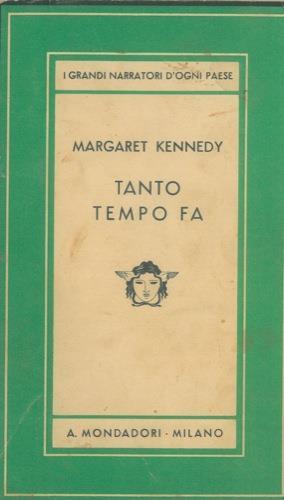 I GRANDI NARRATORI D'OGNI PAESE
MARGARET KENNEDY
TANTO
TEMPO FA
A. MONDADORI - MILANO